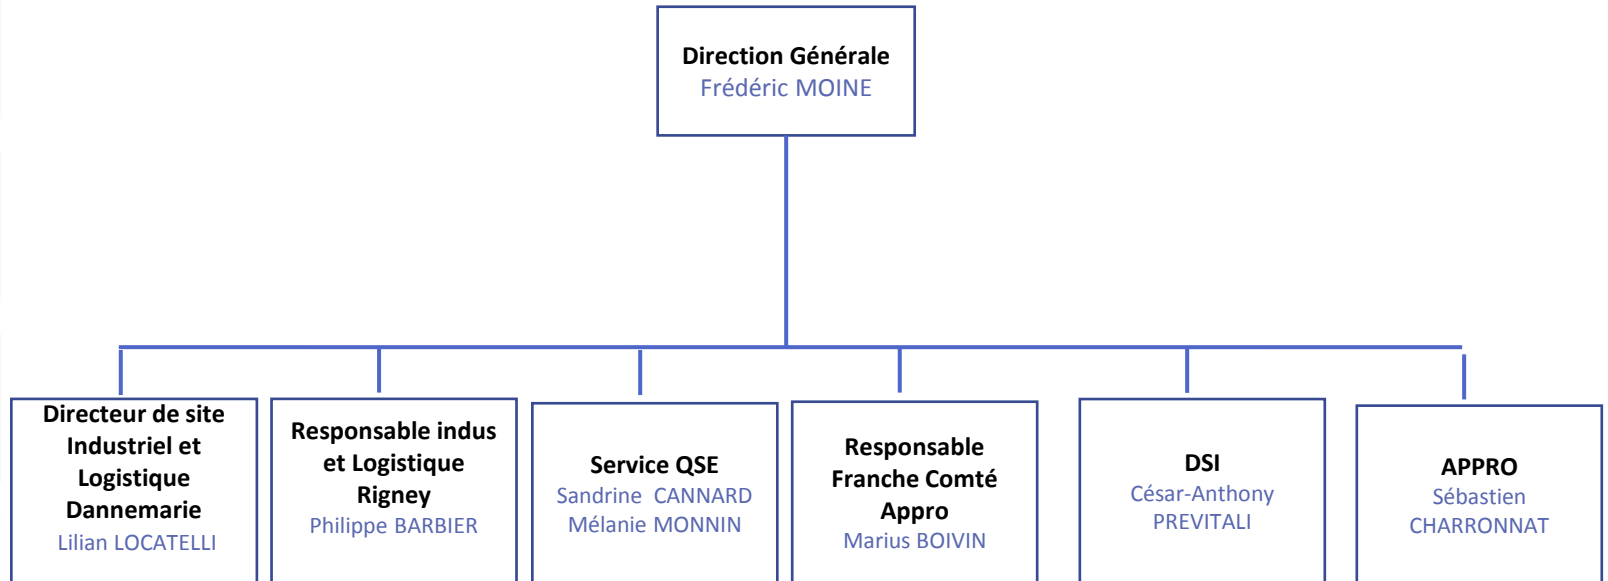 Direction Générale
Frédéric MOINE
Directeur de site
Industriel et
Logistique
Dannemarie
Lilian LOCATELLI
Responsable indus
et Logistique
Rigney
Philippe BARBIER
Service QSE
Sandrine CANNARD
Mélanie MONNIN
Responsable
Franche Comté
Appro
Marius BOIVIN
DSI
César-Anthony
PREVITALI
APPRO
Sébastien
CHARRONNAT